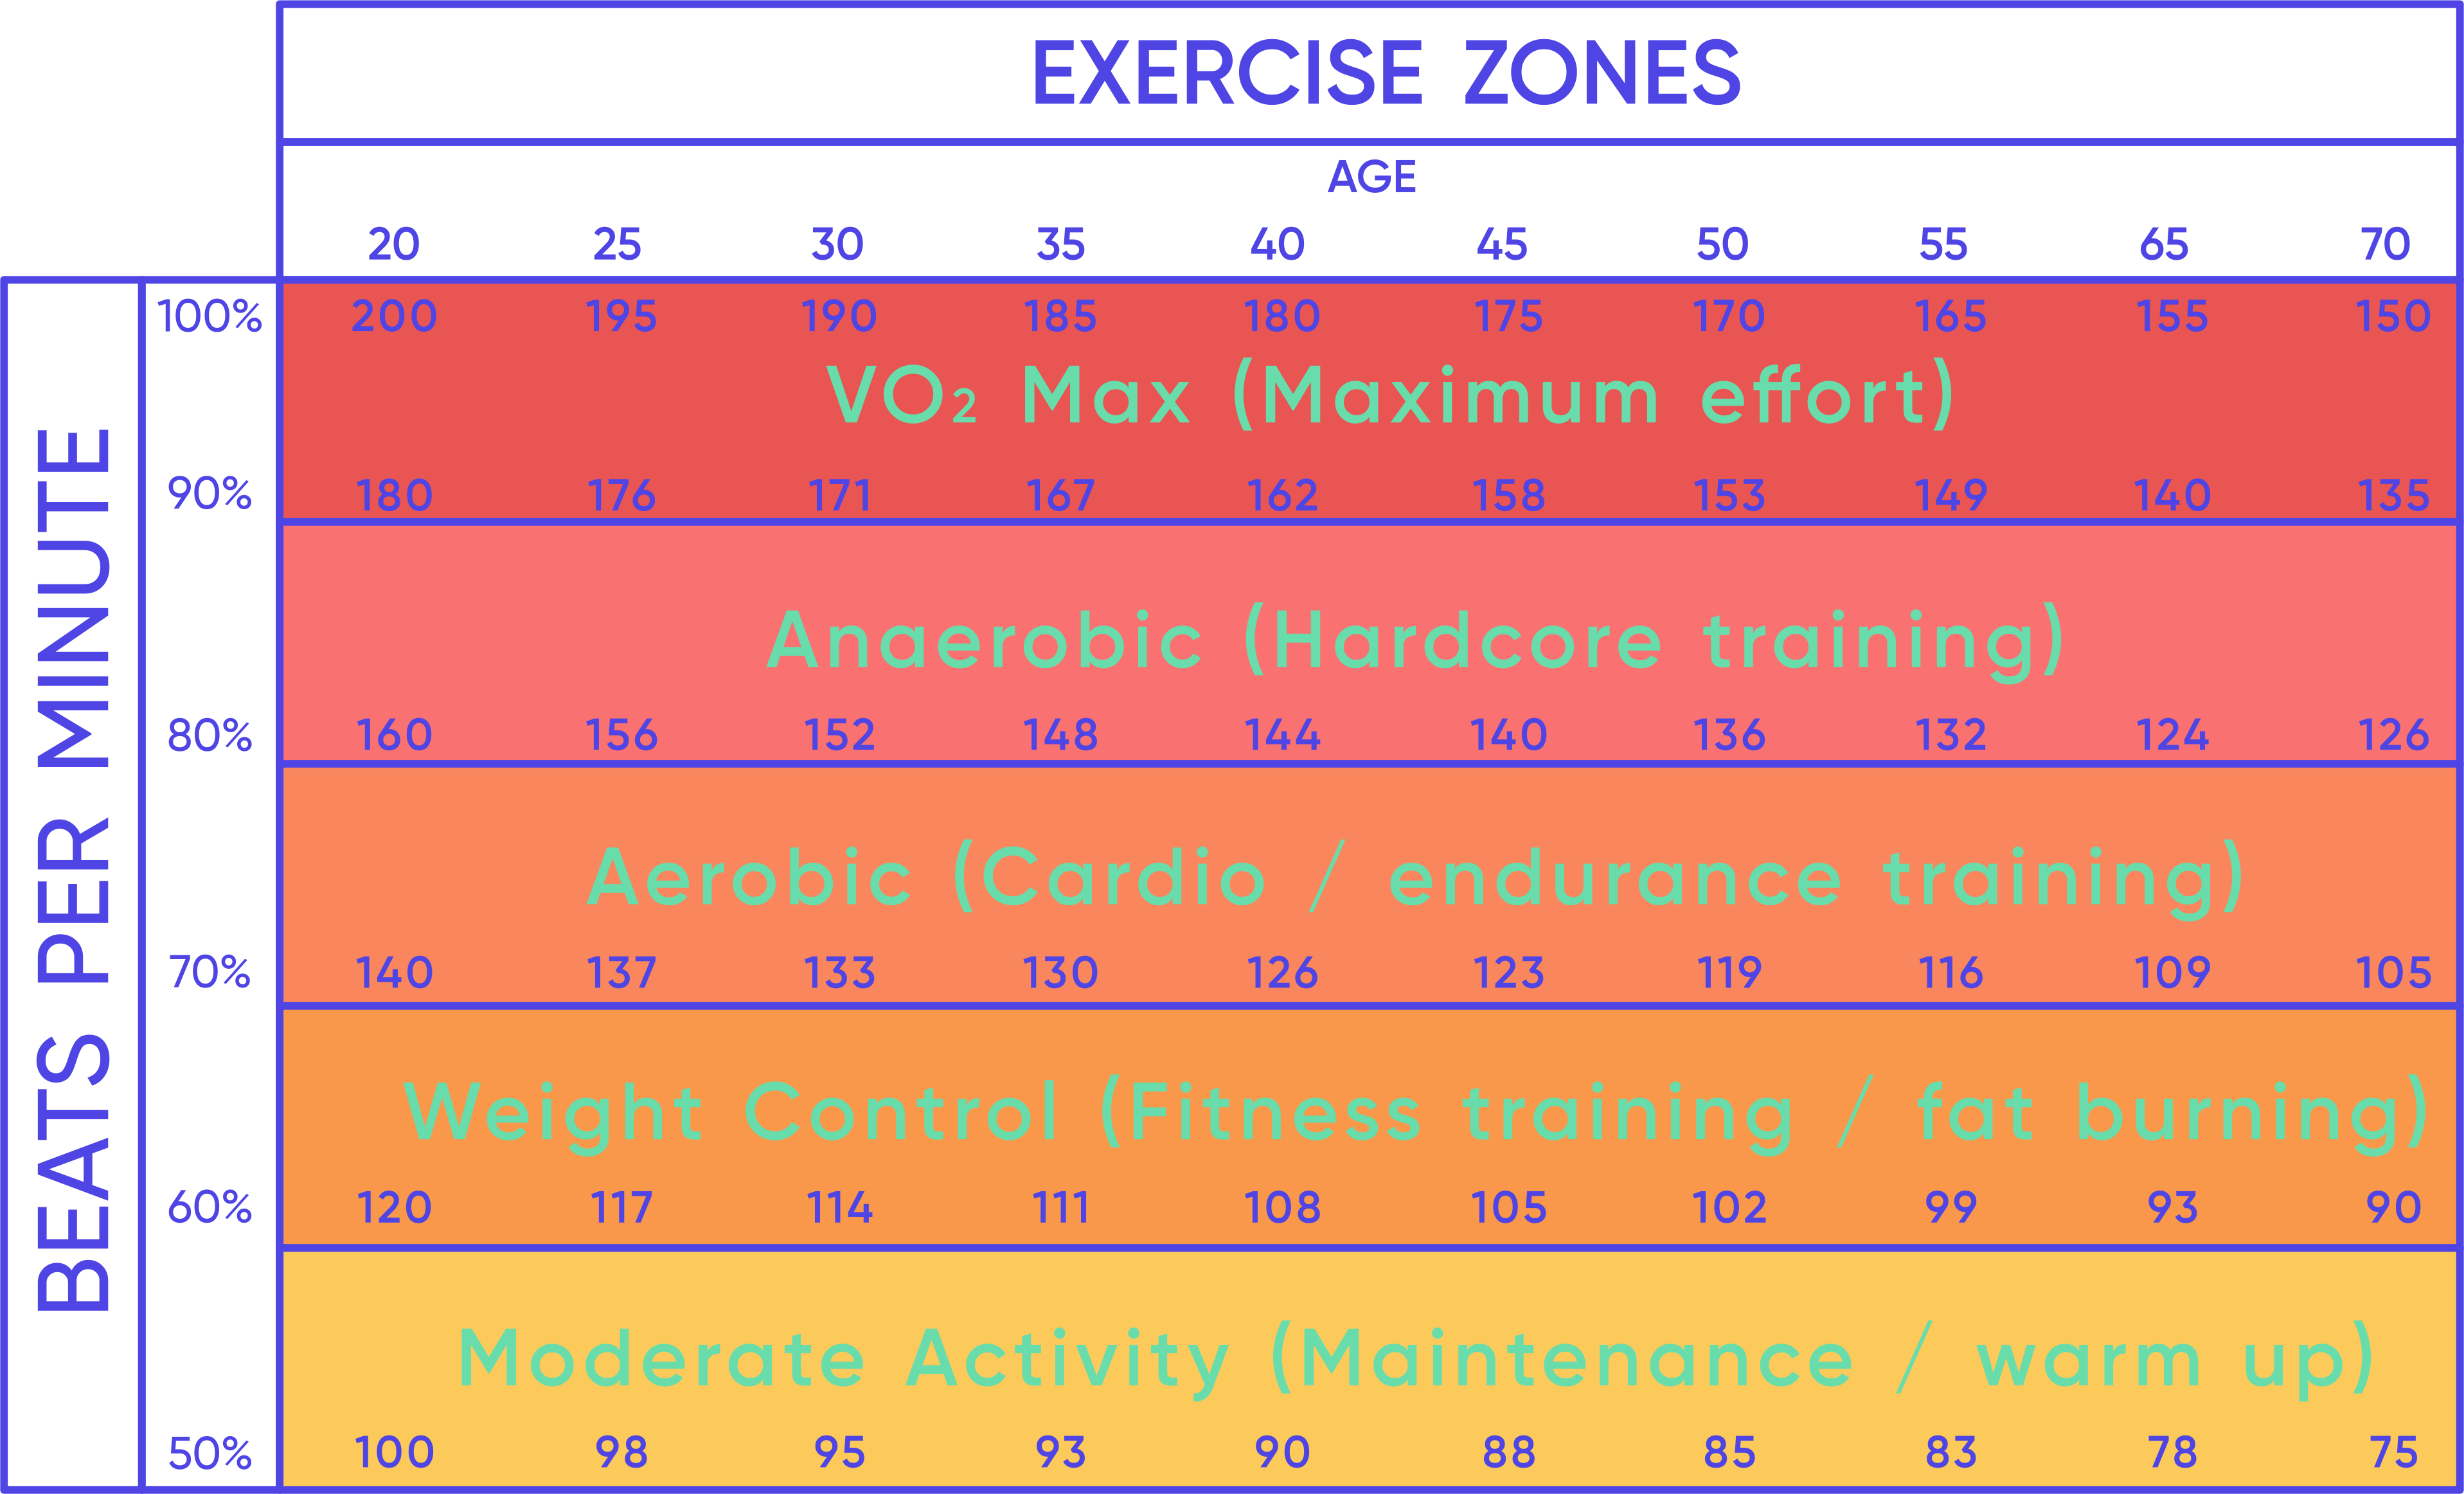 EXERCISE ZONES
AGE
20 25 30 35 40 45 50 55 65 70
BEATS PER MINUTE
100% 200 195 190 185 180 175 170 165 155 150
VO₂ Max (Maximum effort)
90% 180 176 171 167 162 158 153 149 140 135
Anaerobic (Hardcore training)
80% 160 156 152 148 144 140 136 132 124 126
Aerobic (Cardio / endurance training)
70% 140 137 133 130 126 123 119 116 109 105
Weight Control (Fitness training / fat burning)
60% 120 117 114 111 108 105 102 99 93 90
Moderate Activity (Maintenance / warm up)
50% 100 98 95 93 90 88 85 83 78 75